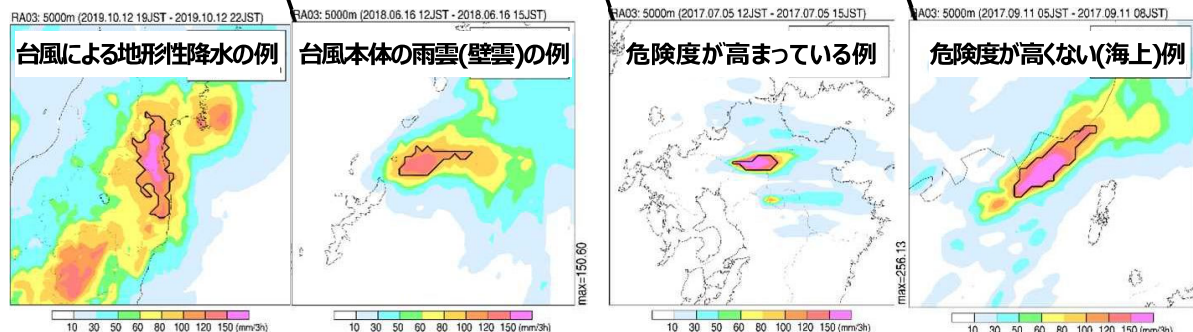 RA03: 5000m (2019.10.12 19JST - 2019.10.12 22JST)
台風による地形性降水の例
10 30 50 60 80 100 120 150 (mm/3h)
RA03: 5000m (2018.06.16 12JST - 2018.06.16 15JST)
台風本体の雨雲(壁雲)の例
max=150.60
10 30 50 60 80 100 120 150 (mm/3h)
RA03: 5000m (2017.07.05 12JST - 2017.07.05 15JST)
危険度が高まっている例
max=256.13
10 30 50 60 80 100 120 150 (mm/3h)
RA03: 5000m (2017.09.11 05JST - 2017.09.11 08JST)
危険度が高くない(海上)例
10 30 50 60 80 100 120 150 (mm/3h)